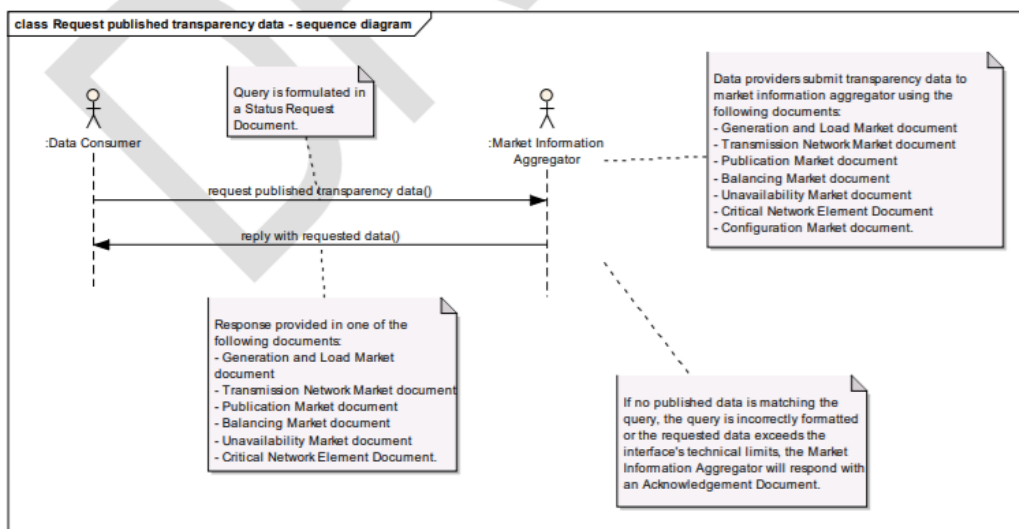 class Request published transparency data - sequence diagram
Query is formulated in
a Status Request
Document.
Data providers submit transparency data to
market information aggregator using the
following documents:
- Generation and Load Market document
- Transmission Network Market document
- Publication Market document
- Balancing Market document
- Unavailability Market document
- Critical Network Element Document
- Configuration Market document.
:Data Consumer
:Market Information
Aggregator
request published transparency data()
reply with requested data()
Response provided in one of the
following documents:
- Generation and Load Market
document
- Transmission Network Market document
- Publication Market document
- Balancing Market document
- Unavailability Market document
- Critical Network Element Document.
If no published data is matching the
query, the query is incorrectly formatted
or the requested data exceeds the
interface's technical limits, the Market
Information Aggregator will respond with
an Acknowledgement Document.